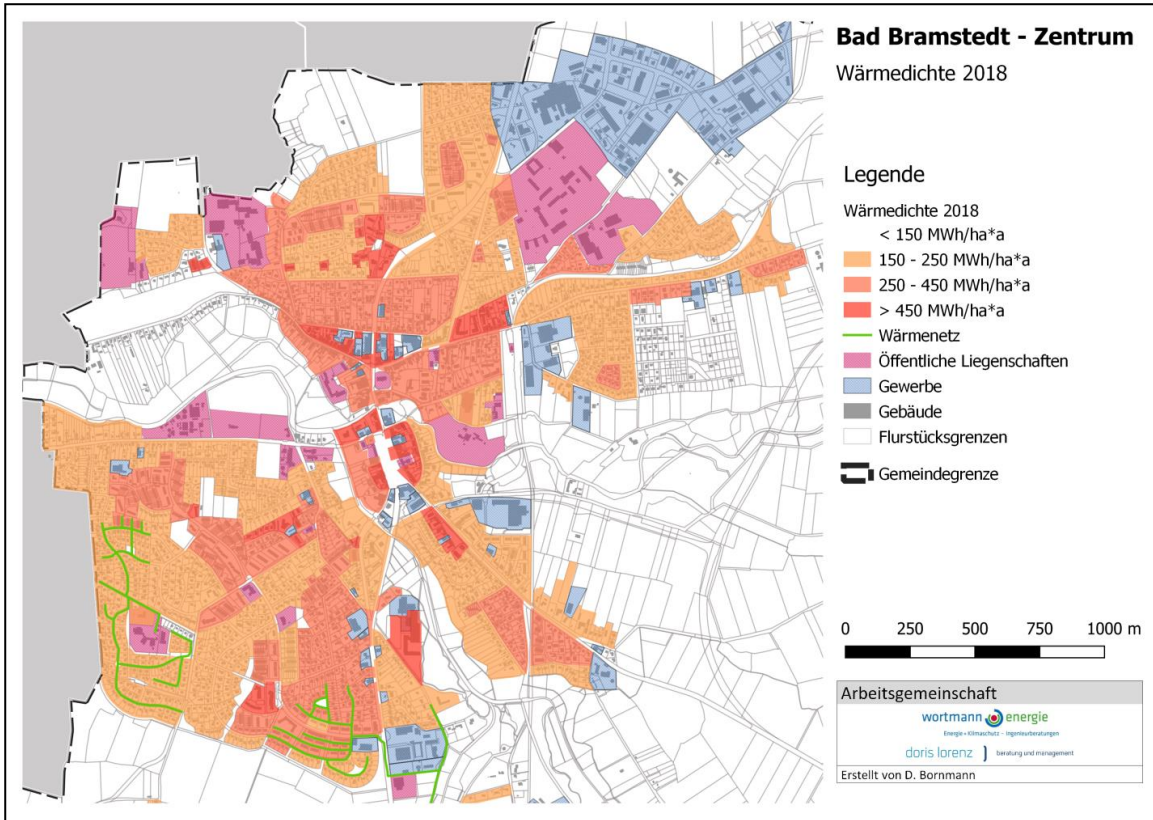 Bad Bramstedt - Zentrum
Wärmedichte 2018
Legende
Wärmedichte 2018
< 150 MWh/ha*a
150 - 250 MWh/ha*a
250 - 450 MWh/ha*a
> 450 MWh/ha*a
Wärmenetz
Öffentliche Liegenschaften
Gewerbe
Gebäude
Flurstücksgrenzen
Gemeindegrenze
0 250 500 750 1000 m
Arbeitsgemeinschaft
wortmann energie
Energie + Klimaschutz - Ingenieurberatungen
doris lorenz beratung und management
Erstellt von D. Bornmann